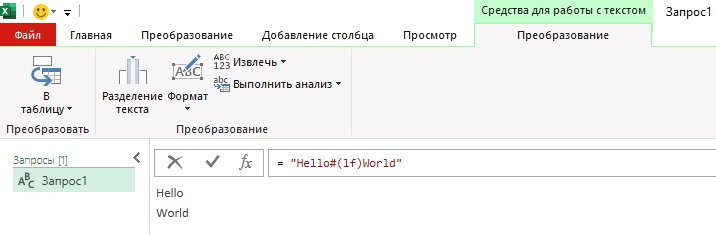 Средства для работы с текстом
Запрос1
Файл Главная Преобразование Добавление столбца Просмотр Преобразование
В таблицу
Разделение текста
ABC
Формат
ABC
123
Извлечь
abc
Выполнить анализ
Преобразовать
Преобразование
Запросы [1]
ABC Запрос1
fx
= "Hello#(lf)World"
Hello
World